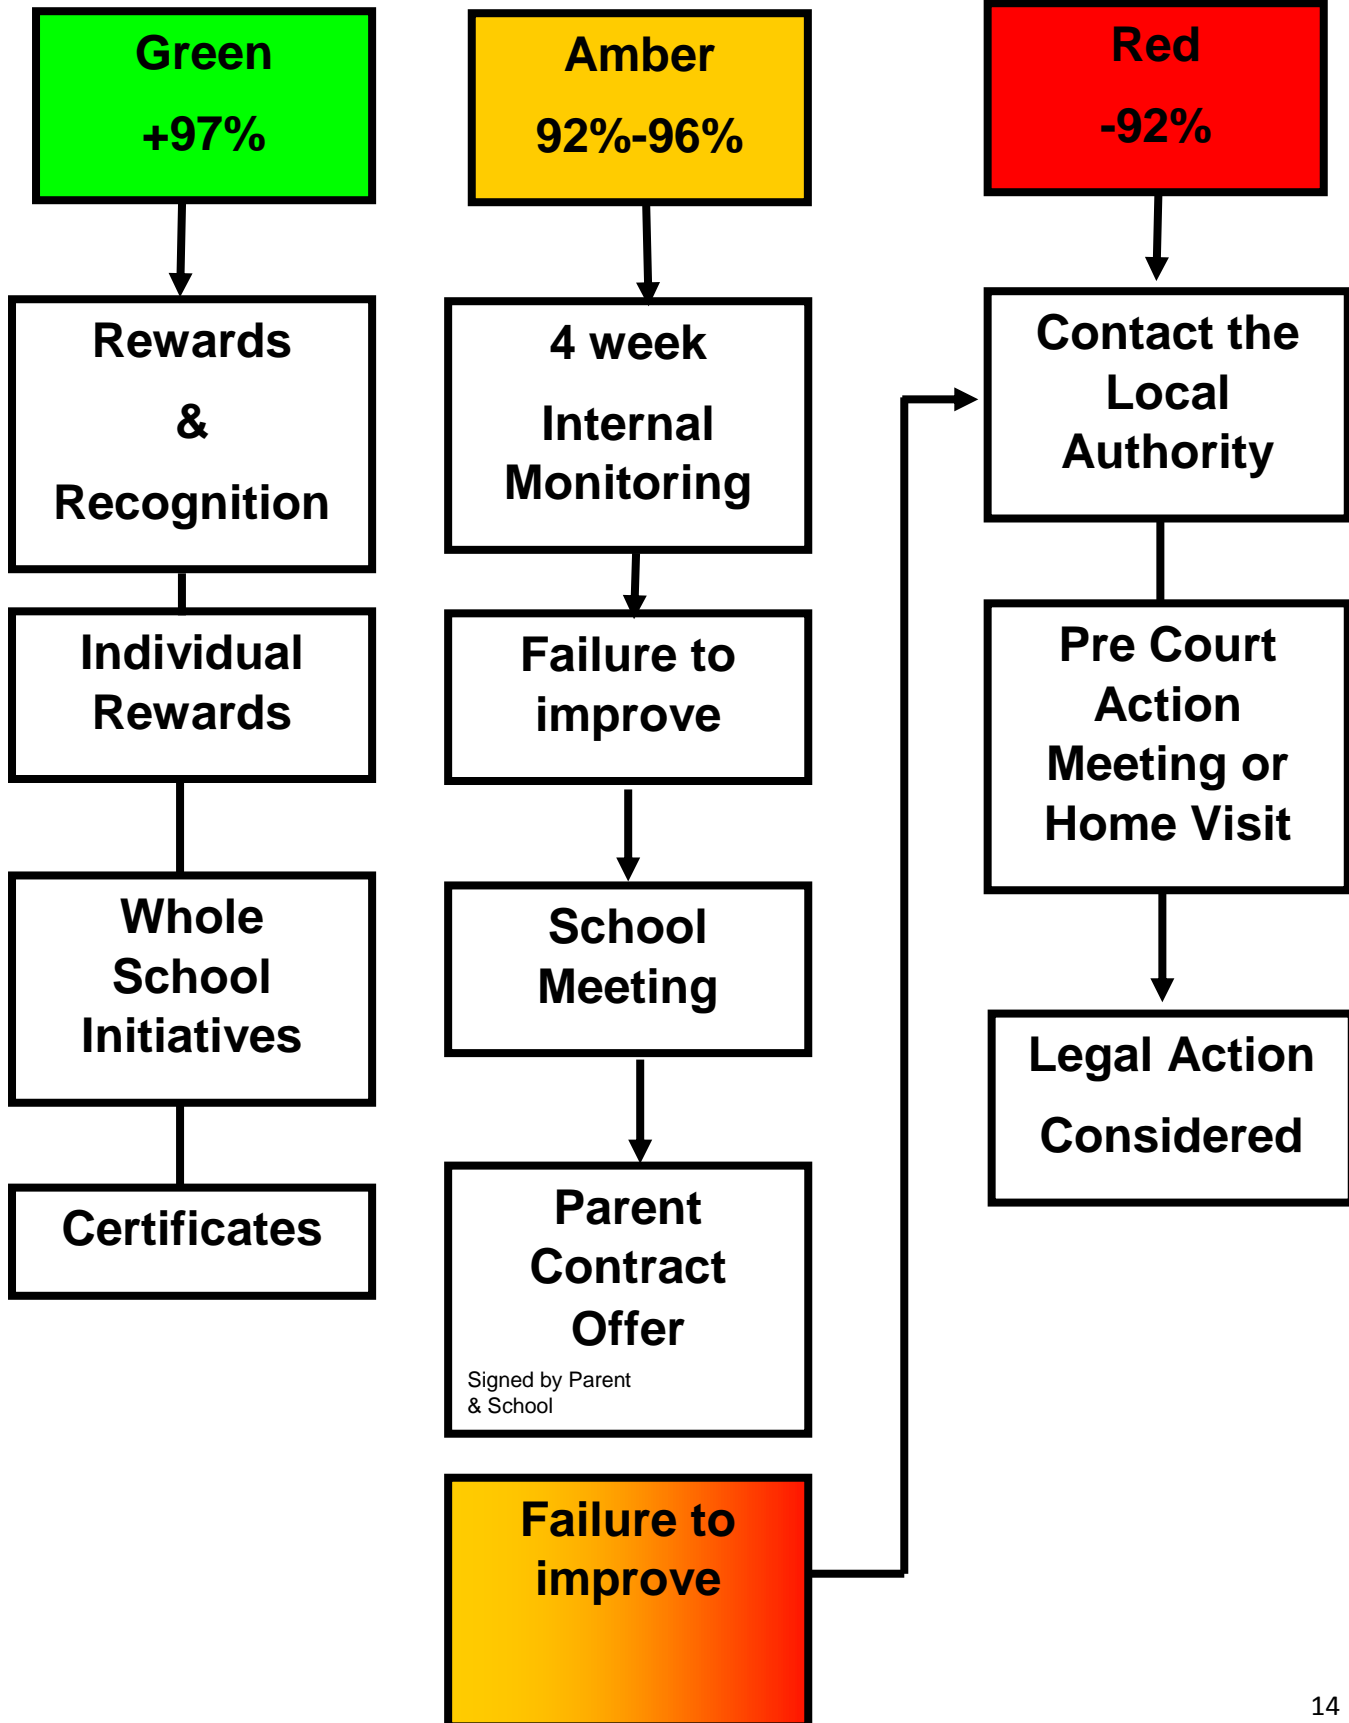 Green
+97%
Rewards
&
Recognition
Individual
Rewards
Whole
School
Initiatives
Certificates
Amber
92%-96%
4 week
Internal
Monitoring
Failure to
improve
School
Meeting
Parent
Contract
Offer
Signed by Parent
& School
Failure to
improve
Red
-92%
Contact the
Local
Authority
Pre Court
Action
Meeting or
Home Visit
Legal Action
Considered
14